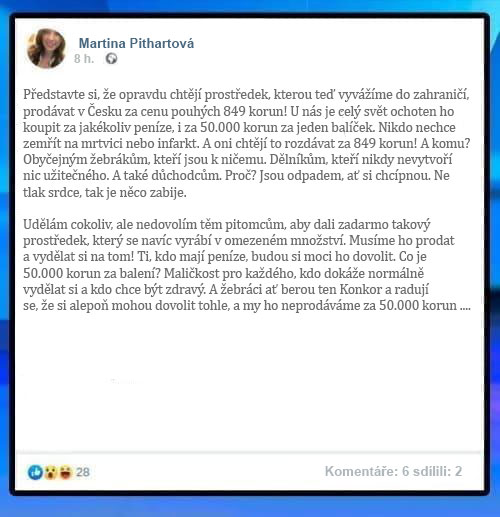 Martina Pithartová
8 h.
Představte si, že opravdu chtějí prostředek, kterou teď vyvážíme do zahraničí,
prodávat v Česku za cenu pouhých 849 korun! U nás je celý svět ochoten ho
koupit za jakékoliv peníze, i za 50.000 korun za jeden balíček. Nikdo nechce
zemřít na mrtvici nebo infarkt. A oni chtějí to rozdávat za 849 korun! A komu?
Obyčejným žebrákům, kteří jsou k ničemu. Dělníkům, kteří nikdy nevytvoří
nic užitečného. A také důchodcům. Proč? Jsou odpadem, ať si chcípnou. Ne
tlak srdce, tak je něco zabije.
Udělám cokoliv, ale nedovolím těm pitomcům, aby dali zadarmo takový
prostředek, který se navíc vyrábí v omezeném množství. Musíme ho prodat
a vydělat si na tom! Ti, kdo mají peníze, budou si moci ho dovolit. Co je
50.000 korun za balení? Maličkost pro každého, kdo dokáže normálně
vydělat si a kdo chce být zdravý. A žebráci ať berou ten Konkor a radují
se, že si alepoň mohou dovolit tohle, a my ho neprodáváme za 50.000 korun ....
28
Komentáře: 6 sdílili: 2